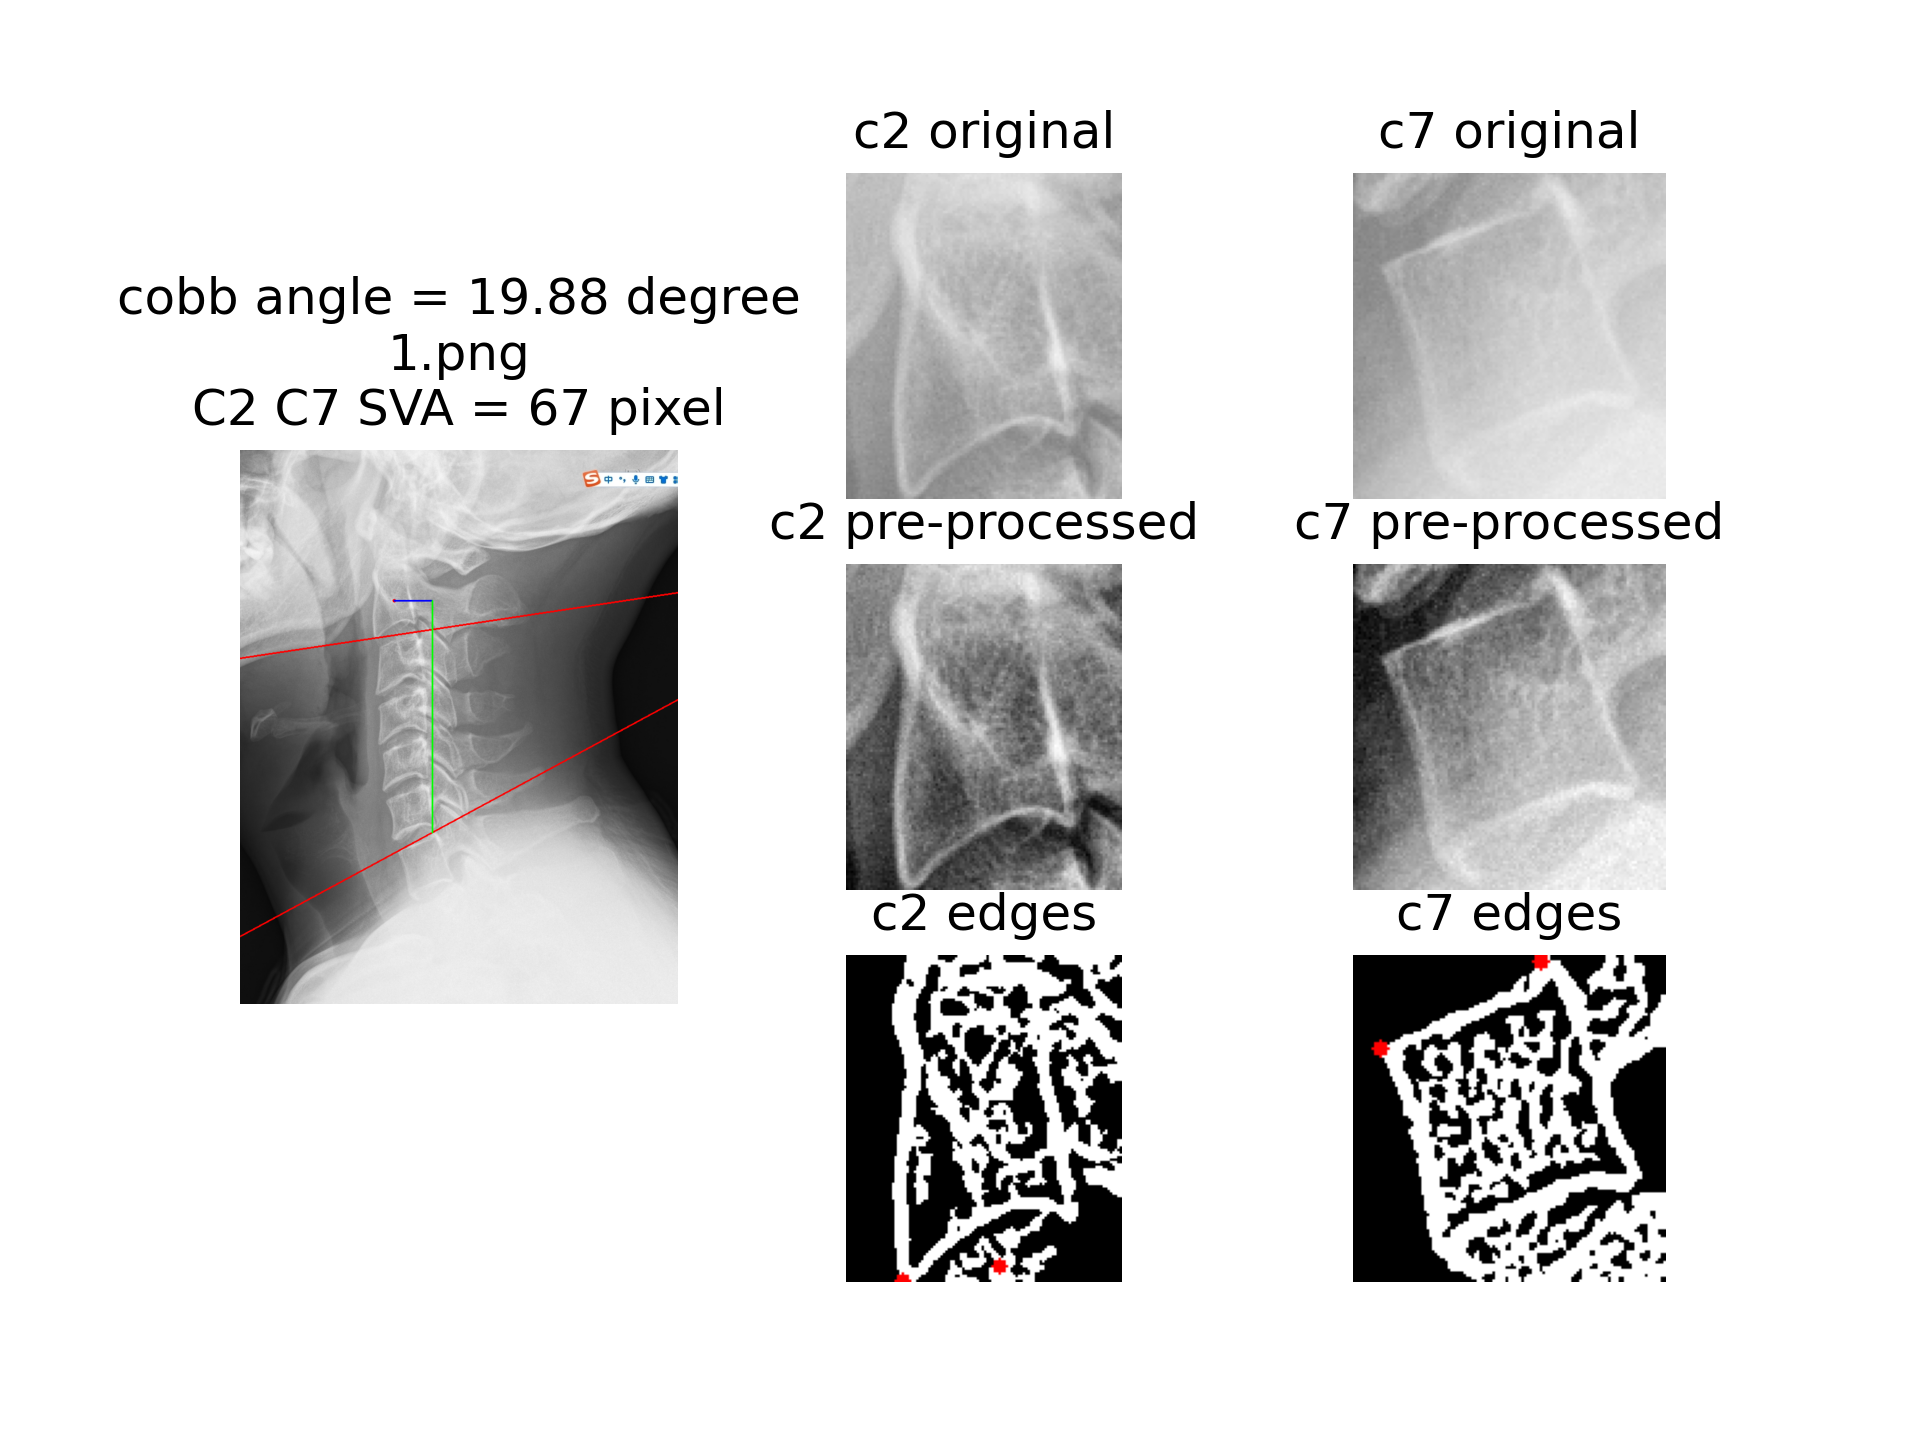 cobb angle = 19.88 degree
1.png
C2 C7 SVA = 67 pixel
S 中
c2 original
c7 original
c2 pre-processed
c7 pre-processed
c2 edges
c7 edges